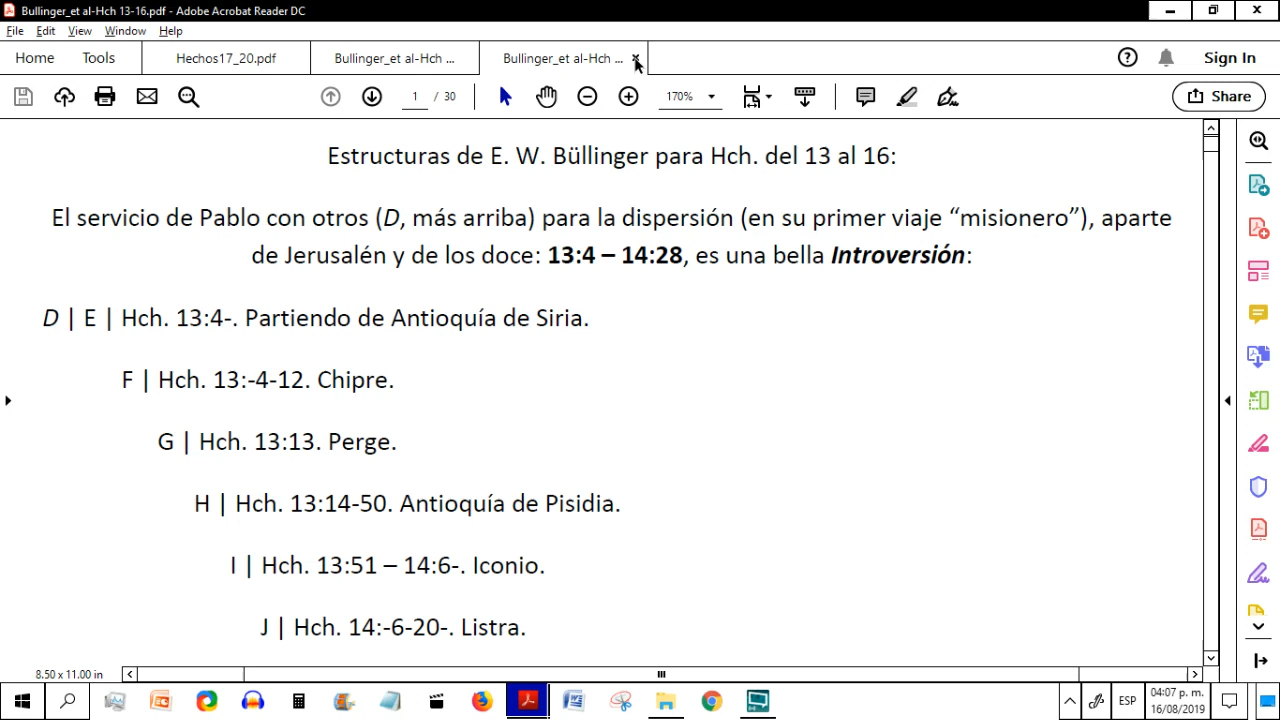 Bullinger_et al-Hch 13-16.pdf - Adobe Acrobat Reader DC
File Edit View Window Help
Home Tools Hechos17_20.pdf Bullinger_et al-Hch ... Bullinger_et al-Hch ... Sign In
1 / 30 170% Share
Estructuras de E. W. Büllinger para Hch. del 13 al 16:
El servicio de Pablo con otros (D, más arriba) para la dispersión (en su primer viaje “misionero”), aparte
de Jerusalén y de los doce: 13:4 – 14:28, es una bella Introversión:
D | E | Hch. 13:4-. Partiendo de Antioquía de Siria.
F | Hch. 13:-4-12. Chipre.
G | Hch. 13:13. Perge.
H | Hch. 13:14-50. Antioquía de Pisidia.
I | Hch. 13:51 – 14:6-. Iconio.
J | Hch. 14:-6-20-. Listra.
8.50 x 11.00 in
ESP 04:07 p. m.
16/08/2019